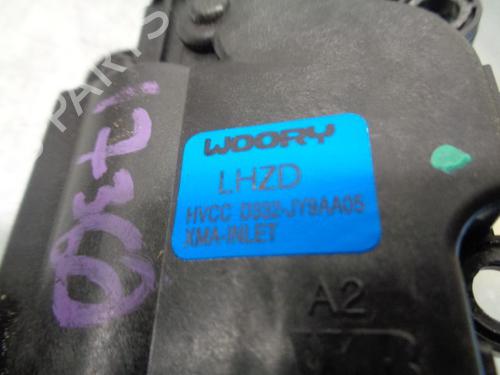 WOORY
LHZD
HVCC D332-JY9AA05
XMA-INLET
A2